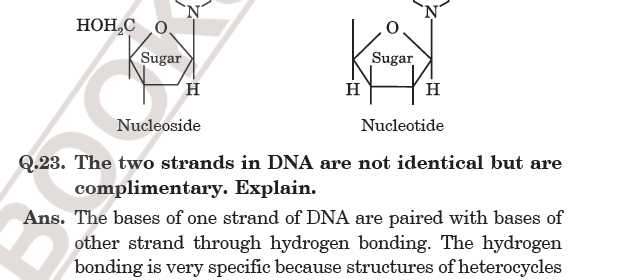 N N
HOH₂C O O
Sugar Sugar
H H H
Nucleoside Nucleotide
Q.23. The two strands in DNA are not identical but are
complimentary. Explain.
Ans. The bases of one strand of DNA are paired with bases of
other strand through hydrogen bonding. The hydrogen
bonding is very specific because structures of heterocycles
BOOK